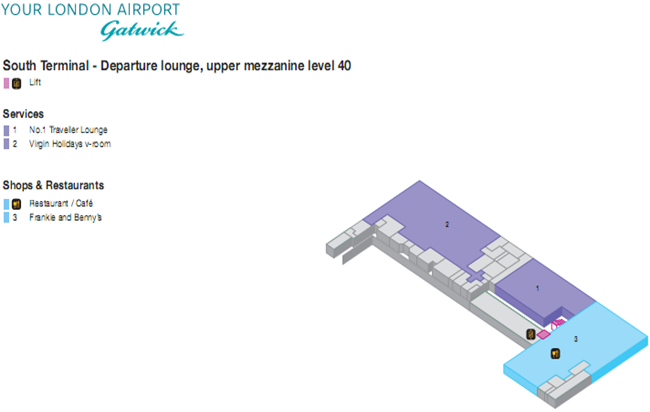 YOUR LONDON AIRPORT
Gatwick
South Terminal - Departure lounge, upper mezzanine level 40
Lift
Services
1 No.1 Traveller Lounge
2 Virgin Holidays v-room
Shops & Restaurants
Restaurant / Café
3 Frankie and Benny's
2
1
3